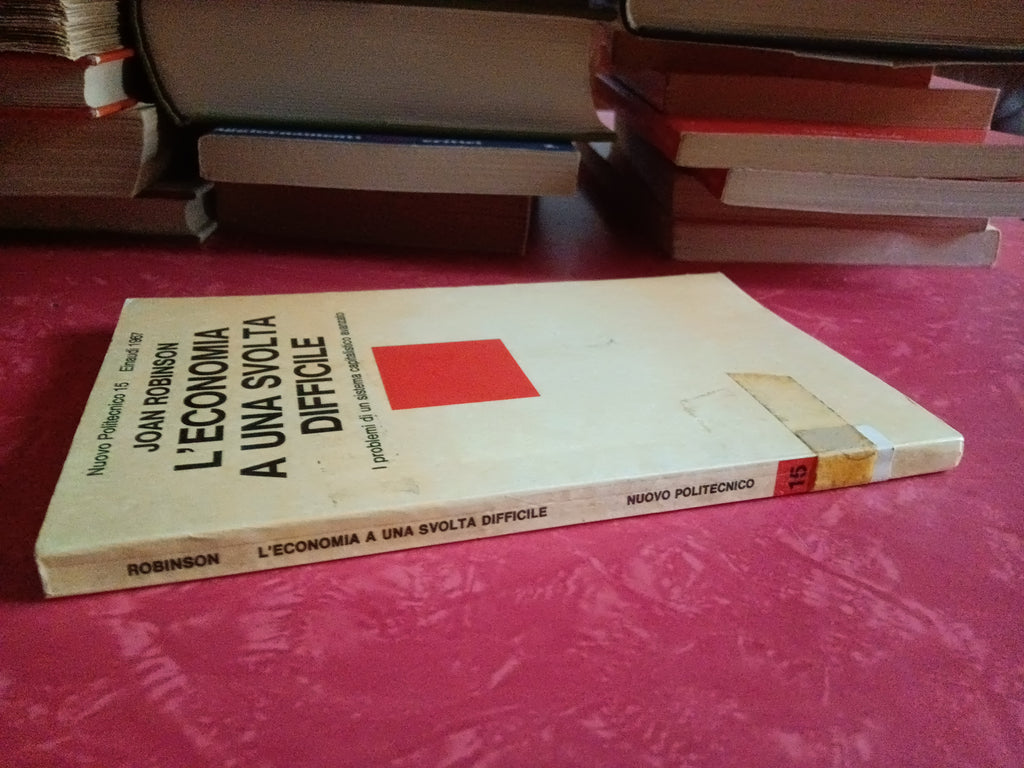 Nuovo Politecnico 15 Einaudi 1967
JOAN ROBINSON
L'ECONOMIA
A UNA SVOLTA
DIFFICILE
I problemi di un sistema capitalistico avanzato
ROBINSON L'ECONOMIA A UNA SVOLTA DIFFICILE NUOVO POLITECNICO 15